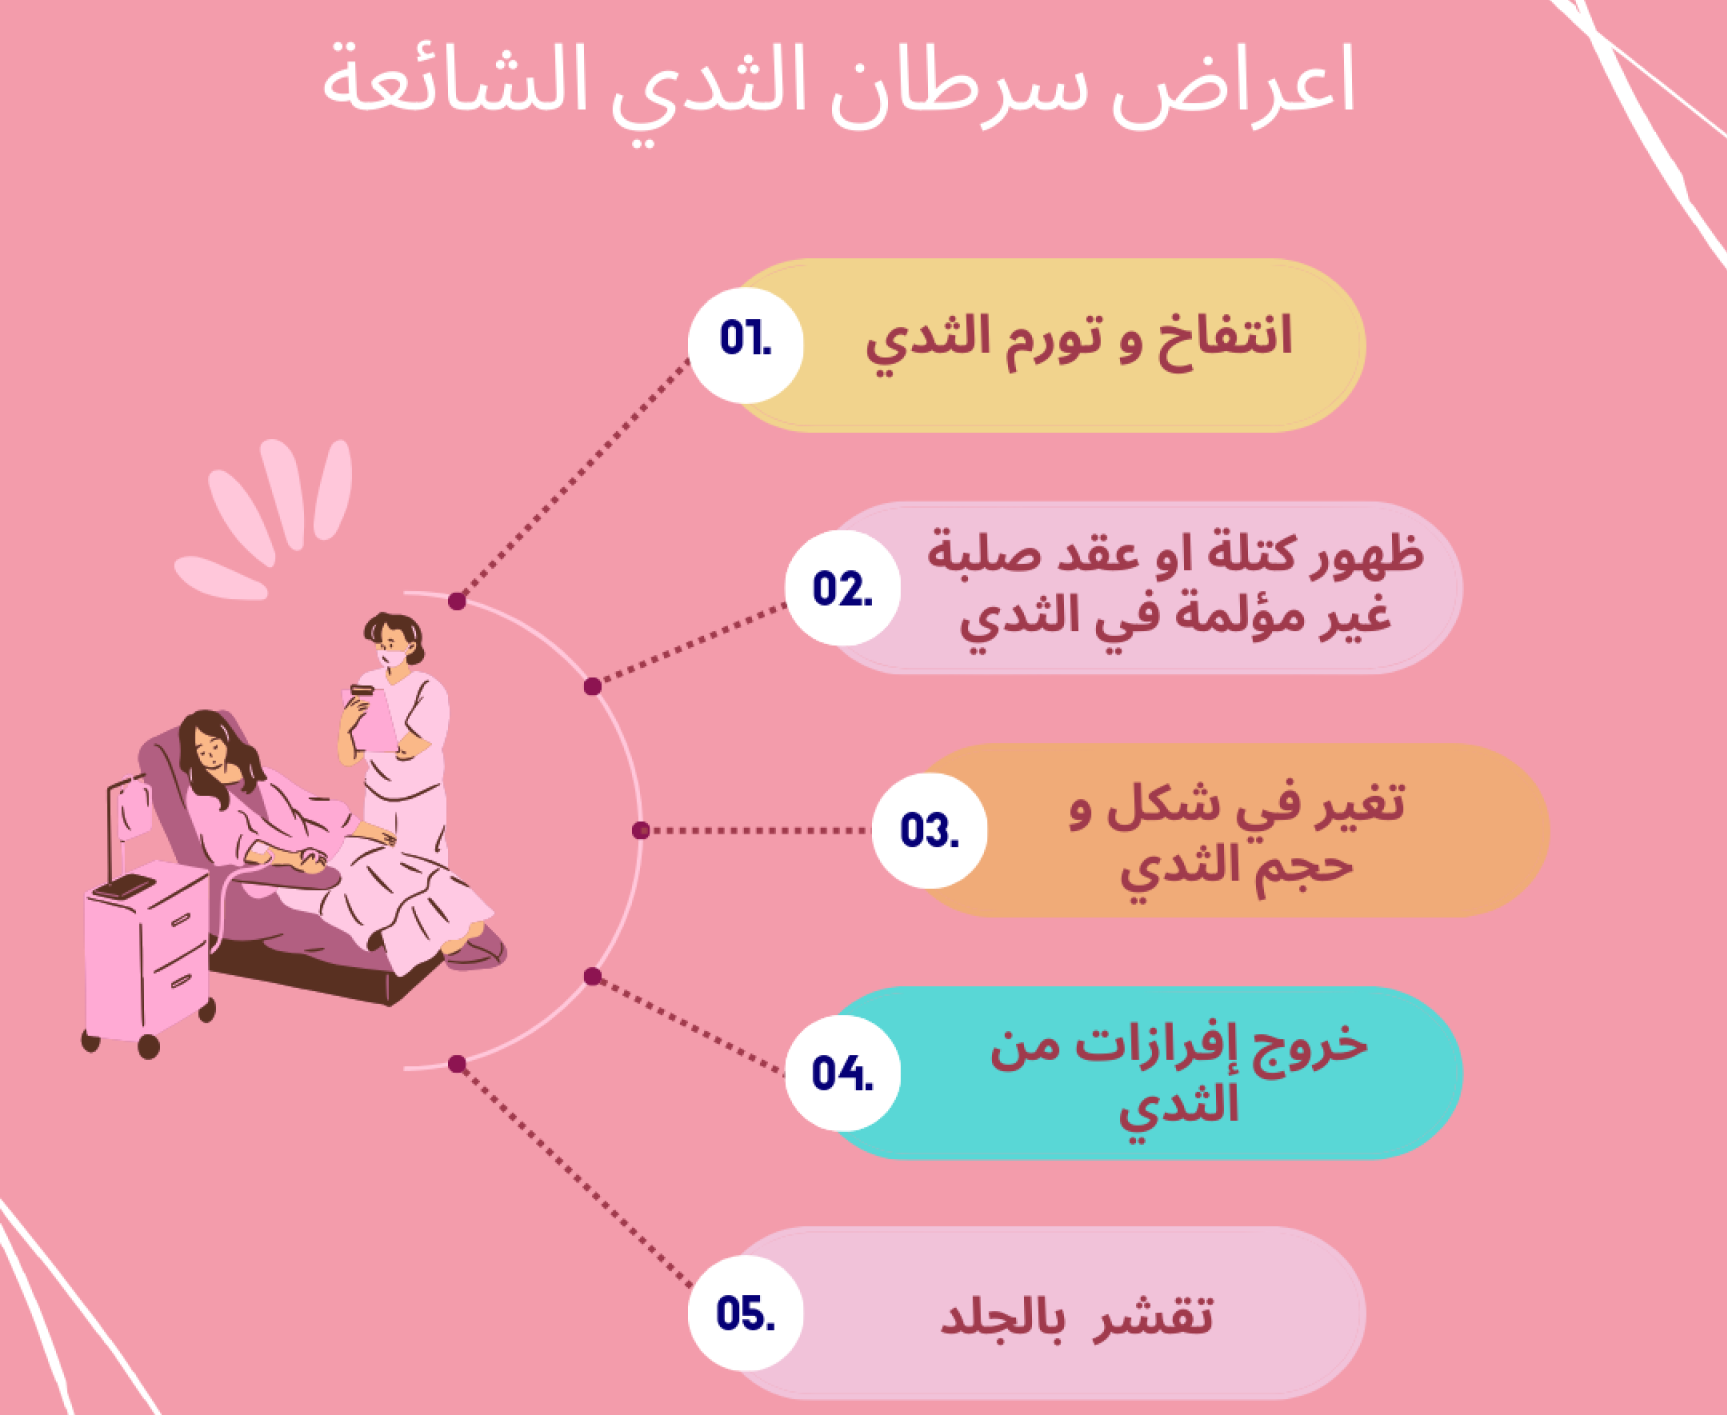 اعراض سرطان الثدي الشائعة
01.
انتفاخ و تورم الثدي
02.
ظهور كتلة او عقد صلبة
غير مؤلمة في الثدي
03.
تغير في شكل و
حجم الثدي
04.
خروج إفرازات من
الثدي
05.
تقشر بالجلد